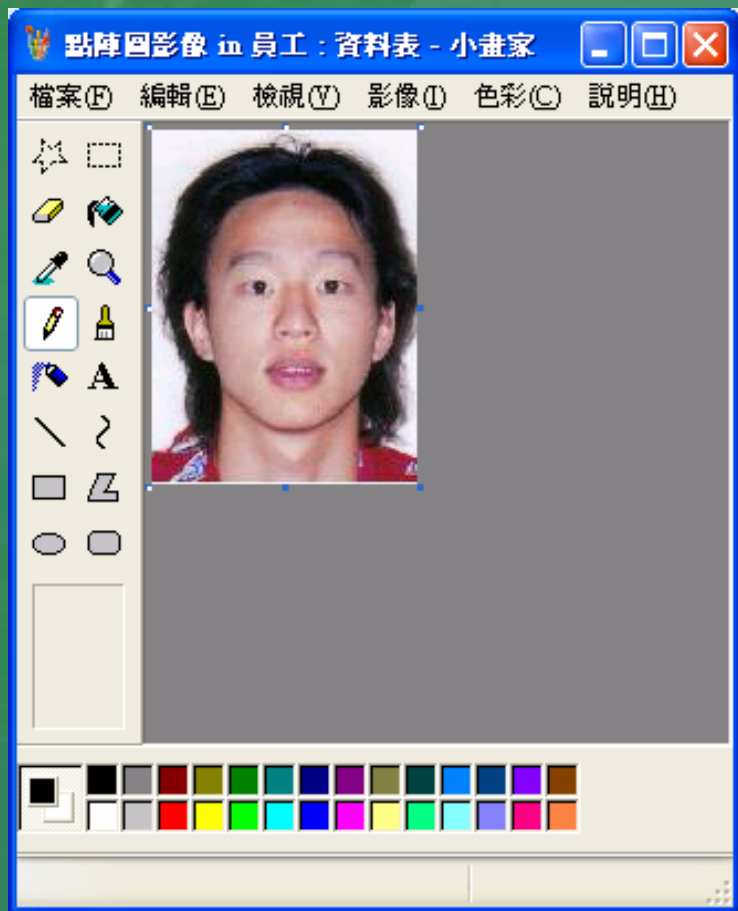 點陣圖影像 in 員工 : 資料表 - 小畫家
檔案(F) 編輯(E) 檢視(V) 影像(I) 色彩(C) 說明(H)
A